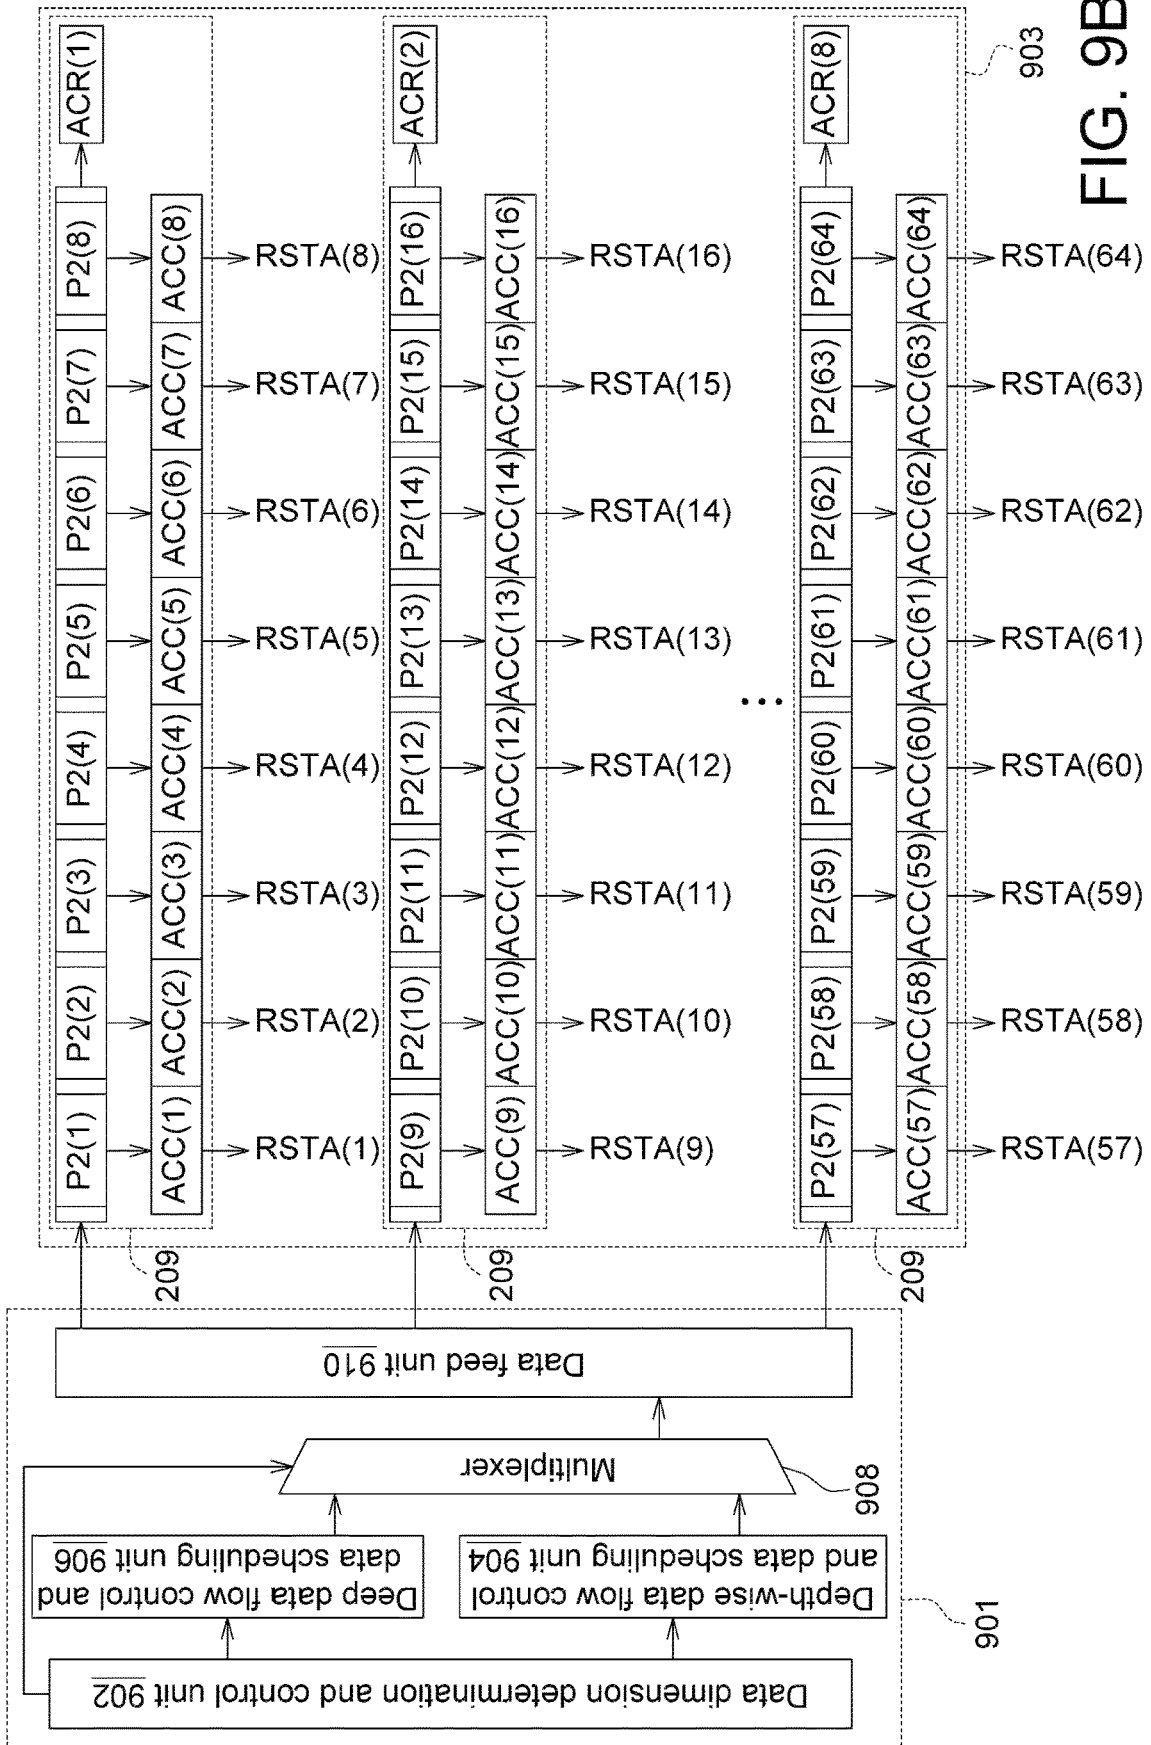 Data dimension determination and control unit 902
Deep data flow control and
data scheduling unit 906
Depth-wise data flow control
and data scheduling unit 904
Multiplexer
908
Data feed unit 910
901
P2(1) P2(2) P2(3) P2(4) P2(5) P2(6) P2(7) P2(8) ACR(1)
ACC(1) ACC(2) ACC(3) ACC(4) ACC(5) ACC(6) ACC(7) ACC(8)
209
RSTA(1) RSTA(2) RSTA(3) RSTA(4) RSTA(5) RSTA(6) RSTA(7) RSTA(8)
P2(9) P2(10) P2(11) P2(12) P2(13) P2(14) P2(15) P2(16) ACR(2)
ACC(9) ACC(10) ACC(11) ACC(12) ACC(13) ACC(14) ACC(15) ACC(16)
209
RSTA(9) RSTA(10) RSTA(11) RSTA(12) RSTA(13) RSTA(14) RSTA(15) RSTA(16)
...
P2(57) P2(58) P2(59) P2(60) P2(61) P2(62) P2(63) P2(64) ACR(8)
ACC(57) ACC(58) ACC(59) ACC(60) ACC(61) ACC(62) ACC(63) ACC(64)
209
RSTA(57) RSTA(58) RSTA(59) RSTA(60) RSTA(61) RSTA(62) RSTA(63) RSTA(64)
903
FIG. 9B